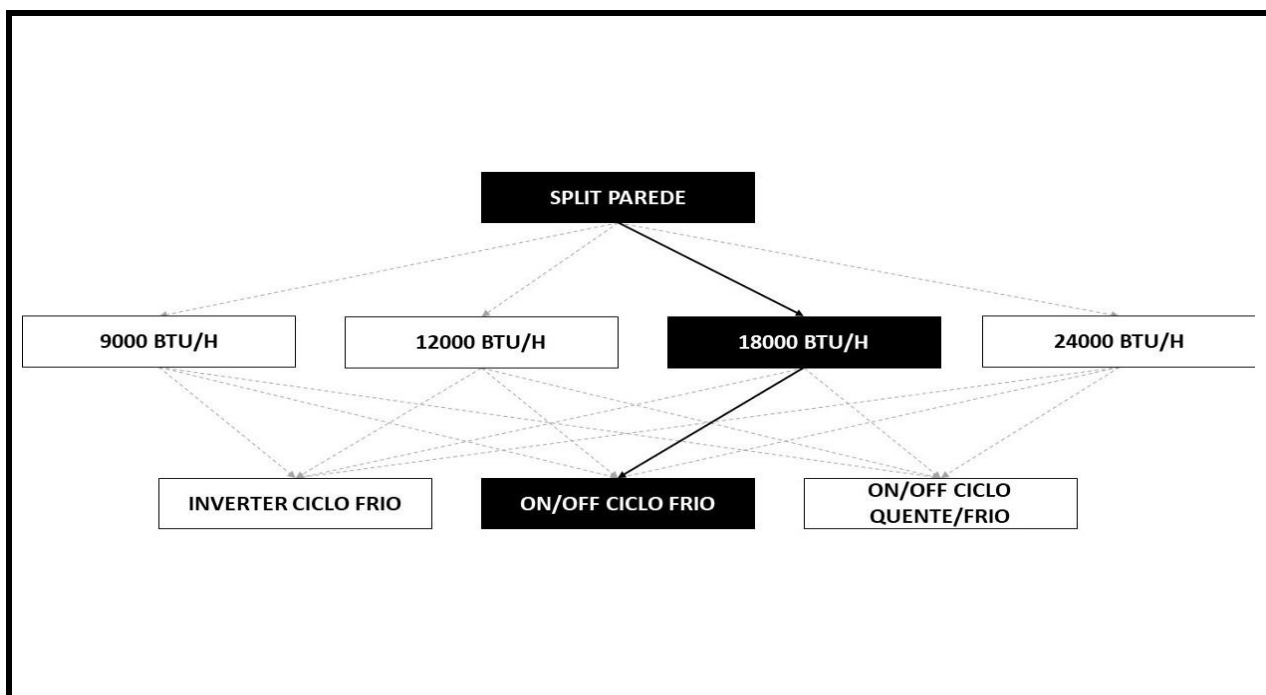 SPLIT PAREDE
9000 BTU/H
12000 BTU/H
18000 BTU/H
24000 BTU/H
INVERTER CICLO FRIO
ON/OFF CICLO FRIO
ON/OFF CICLO
QUENTE/FRIO